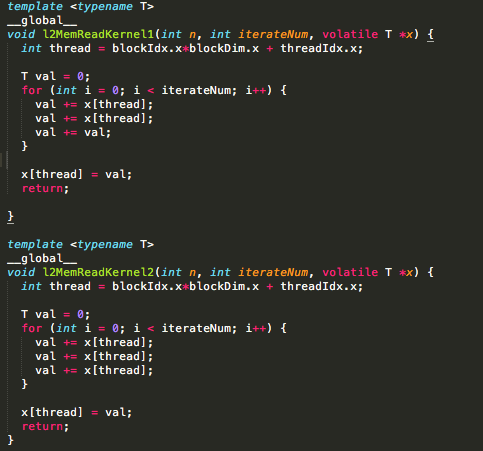 template <typename T>
__global__
void l2MemReadKernel1(int n, int iterateNum, volatile T *x) {
  int thread = blockIdx.x*blockDim.x + threadIdx.x;

  T val = 0;
  for (int i = 0; i < iterateNum; i++) {
    val += x[thread];
    val += x[thread];
    val += val;
  }

  x[thread] = val;
  return;

}

template <typename T>
__global__
void l2MemReadKernel2(int n, int iterateNum, volatile T *x) {
  int thread = blockIdx.x*blockDim.x + threadIdx.x;

  T val = 0;
  for (int i = 0; i < iterateNum; i++) {
    val += x[thread];
    val += x[thread];
    val += x[thread];
  }

  x[thread] = val;
  return;
}